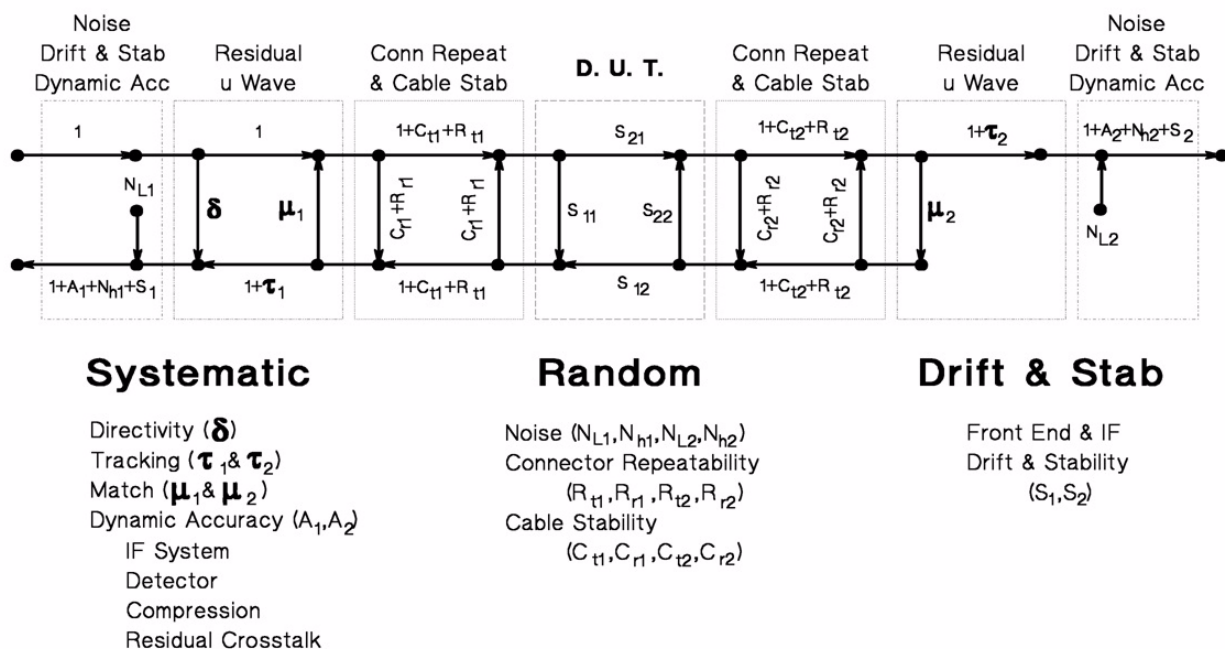 Noise
Drift & Stab
Dynamic Acc
Residual
u Wave
Conn Repeat
& Cable Stab
D. U. T.
Conn Repeat
& Cable Stab
Residual
u Wave
Noise
Drift & Stab
Dynamic Acc
1
1
1+Ct1+Rt1
S21
1+Ct2+Rt2
1+τ2
1+A2+Nh2+S2
NL1
δ
μ1
Cr1+Rr1
Cr1+Rr1
S11
S22
Cr2+Rr2
Cr2+Rr2
μ2
NL2
1+A1+Nh1+S1
1+τ1
1+Ct1+Rt1
S12
1+Ct2+Rt2
Systematic
Directivity (δ)
Tracking (τ1& τ2)
Match (μ1& μ2)
Dynamic Accuracy (A1,A2)
IF System
Detector
Compression
Residual Crosstalk
Random
Noise (NL1,Nh1,NL2,Nh2)
Connector Repeatability
(Rt1,Rr1,Rt2,Rr2)
Cable Stability
(Ct1,Cr1,Ct2,Cr2)
Drift & Stab
Front End & IF
Drift & Stability
(S1,S2)